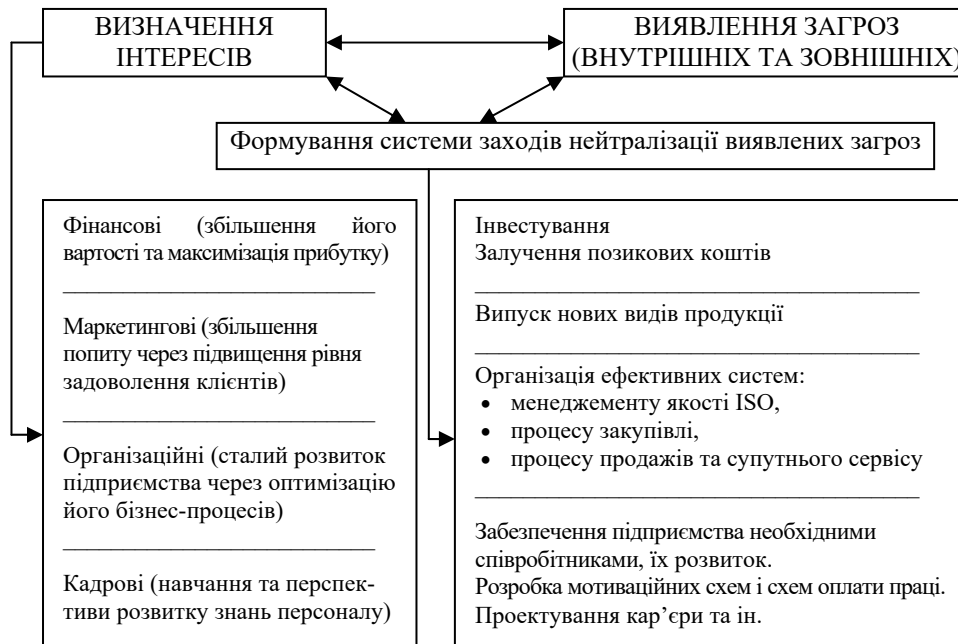 ВИЗНАЧЕННЯ
ІНТЕРЕСІВ
ВИЯВЛЕННЯ ЗАГРОЗ
(ВНУТРІШНІХ ТА ЗОВНІШНІХ)
Формування системи заходів нейтралізації виявлених загроз
Фінансові (збільшення його
вартості та максимізація прибутку)
Маркетингові (збільшення
попиту через підвищення рівня
задоволення клієнтів)
Організаційні (сталий розвиток
підприємства через оптимізацію
його бізнес-процесів)
Кадрові (навчання та перспек-
тиви розвитку знань персоналу)
Інвестування
Залучення позикових коштів
Випуск нових видів продукції
Організація ефективних систем:
• менеджементу якості ISO,
• процесу закупівлі,
• процесу продажів та супутнього сервісу
Забезпечення підприємства необхідними
співробітниками, їх розвиток.
Розробка мотиваційних схем і схем оплати праці.
Проектування кар’єри та ін.